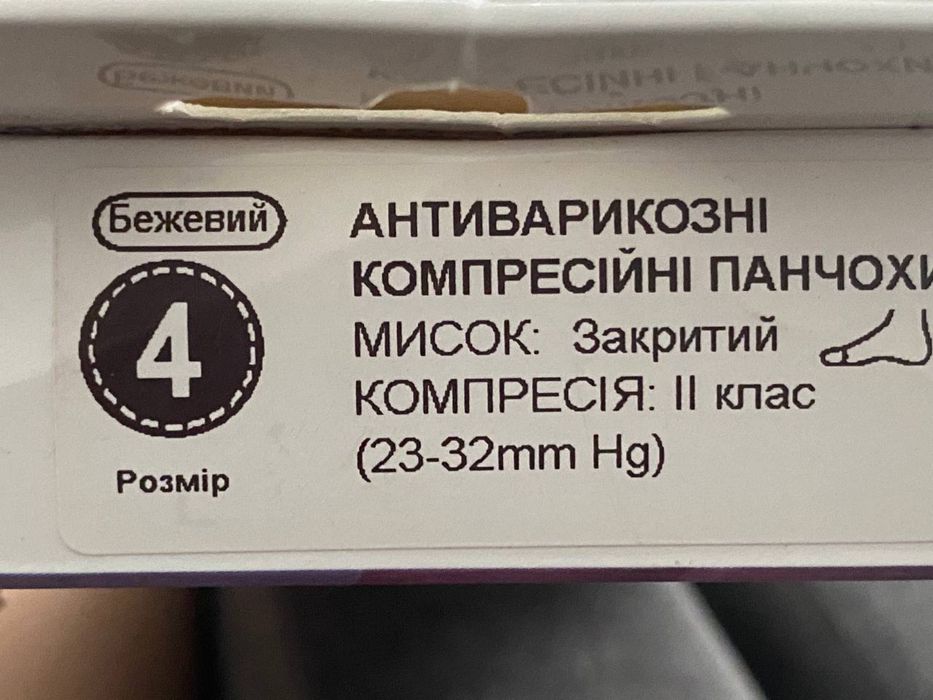 Бежевий
4
Розмір
АНТИВАРИКОЗНІ
КОМПРЕСІЙНІ ПАНЧОХИ
МИСОК: Закритий
КОМПРЕСІЯ: II клас
(23-32mm Hg)